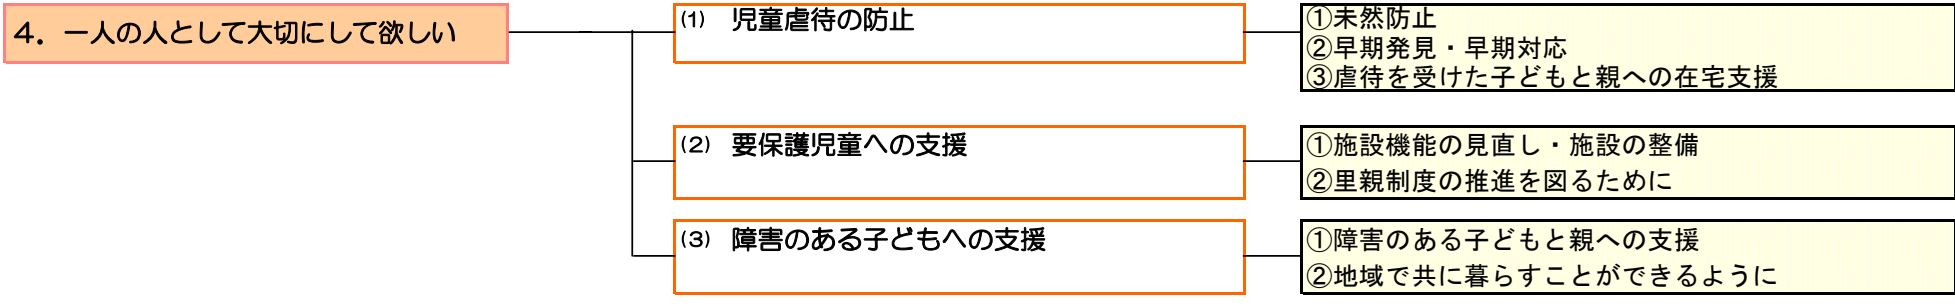 ４．一人の人として大切にして欲しい
(1) 児童虐待の防止
①未然防止
②早期発見・早期対応
③虐待を受けた子どもと親への在宅支援
(2) 要保護児童への支援
①施設機能の見直し・施設の整備
②里親制度の推進を図るために
(3) 障害のある子どもへの支援
①障害のある子どもと親への支援
②地域で共に暮らすことができるように